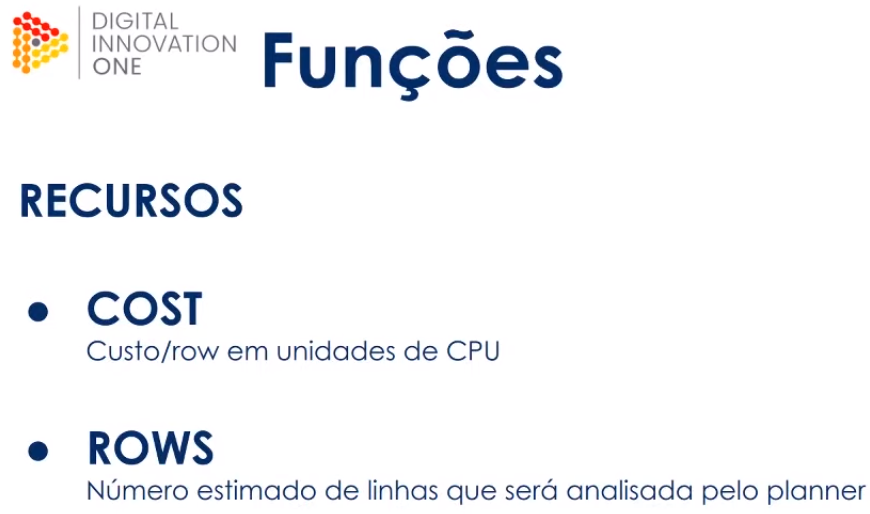 DIGITAL
INNOVATION
ONE
Funções
RECURSOS
● COST
Custo/row em unidades de CPU
● ROWS
Número estimado de linhas que será analisada pelo planner